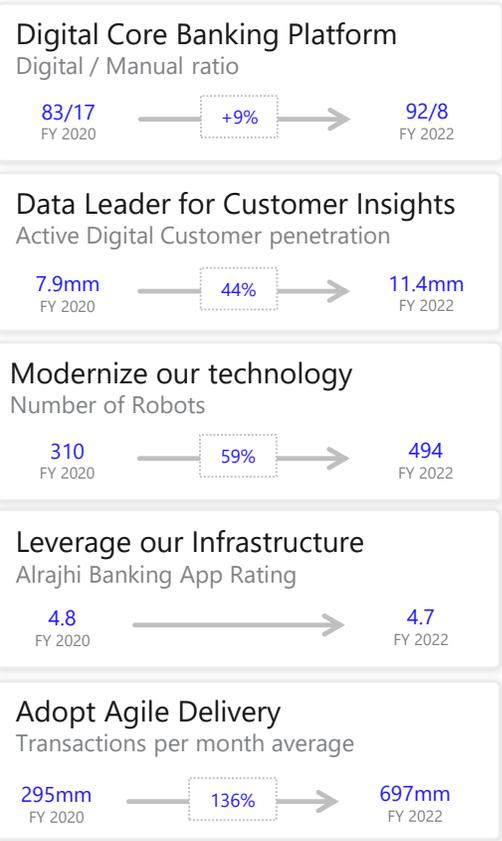 Digital Core Banking Platform
Digital / Manual ratio
83/17 +9% 92/8
FY 2020 FY 2022
Data Leader for Customer Insights
Active Digital Customer penetration
7.9mm 44% 11.4mm
FY 2020 FY 2022
Modernize our technology
Number of Robots
310 59% 494
FY 2020 FY 2022
Leverage our Infrastructure
Alrajhi Banking App Rating
4.8 4.7
FY 2020 FY 2022
Adopt Agile Delivery
Transactions per month average
295mm 136% 697mm
FY 2020 FY 2022